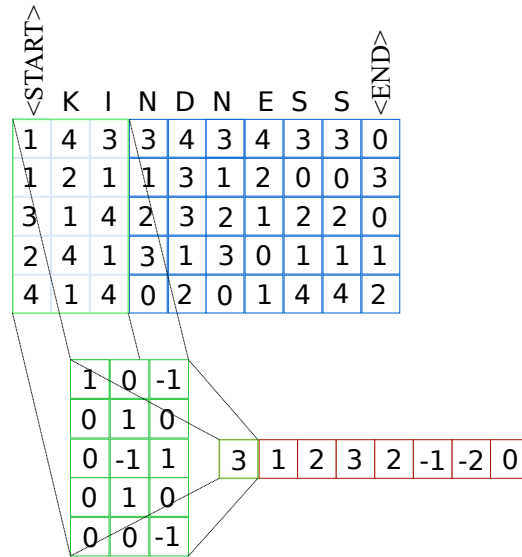 <START> K I N D N E S S <END>
1 4 3 3 4 3 4 3 3 0
1 2 1 1 3 1 2 0 0 3
3 1 4 2 3 2 1 2 2 0
2 4 1 3 1 3 0 1 1 1
4 1 4 0 2 0 1 4 4 2
1 0 -1
0 1 0
0 -1 1
0 1 0
0 0 -1
3 1 2 3 2 -1 -2 0